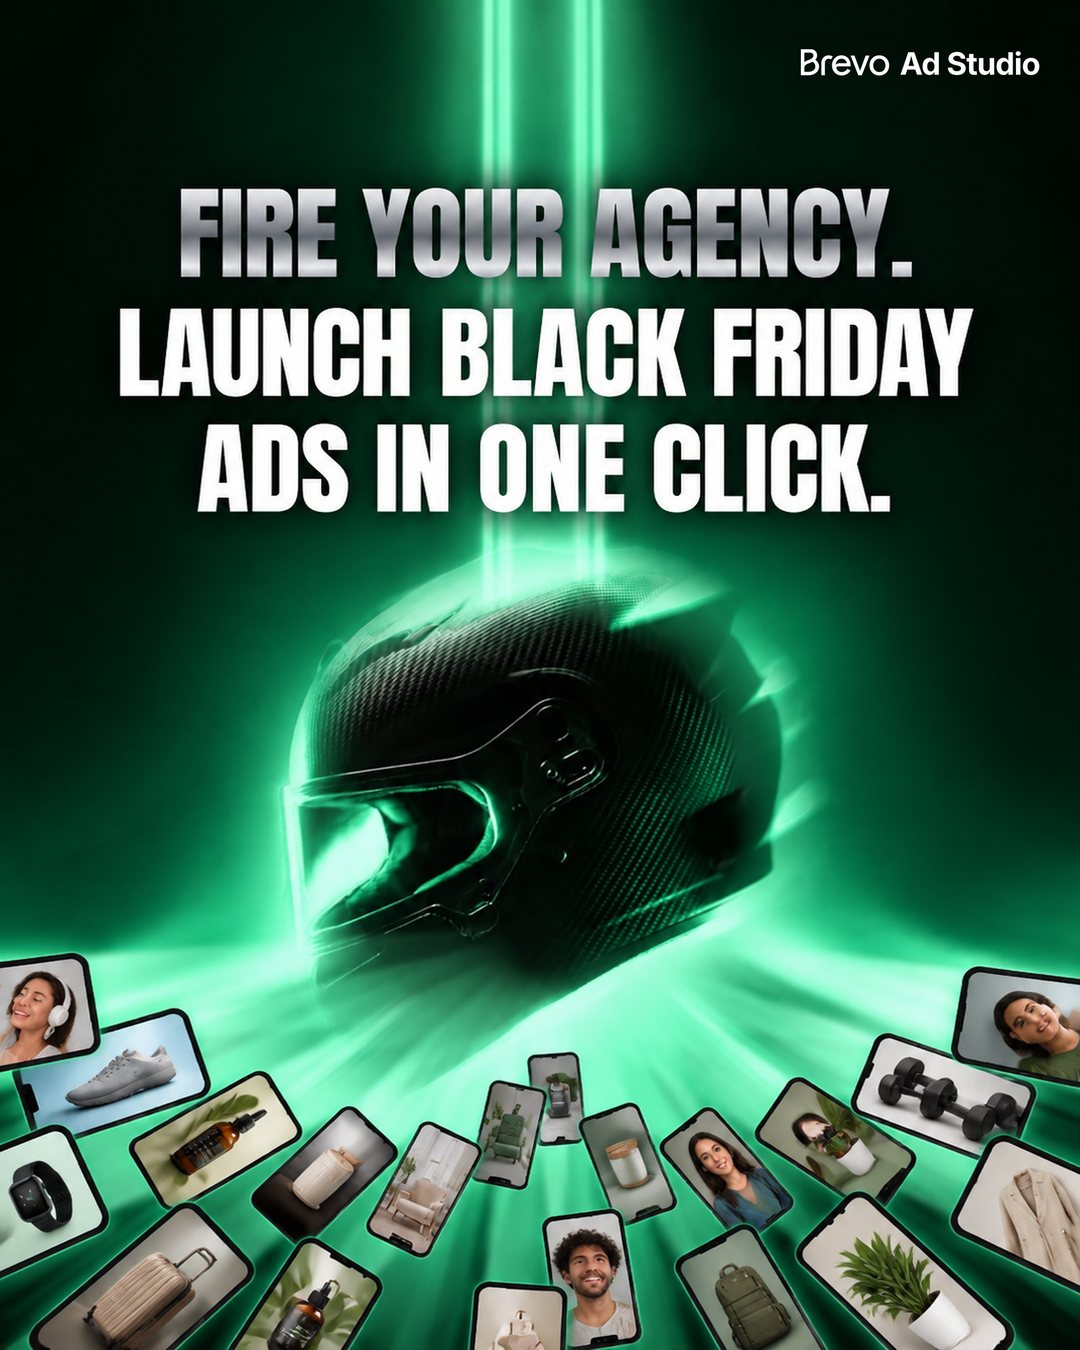 Brevo Ad Studio
FIRE YOUR AGENCY.
LAUNCH BLACK FRIDAY
ADS IN ONE CLICK.